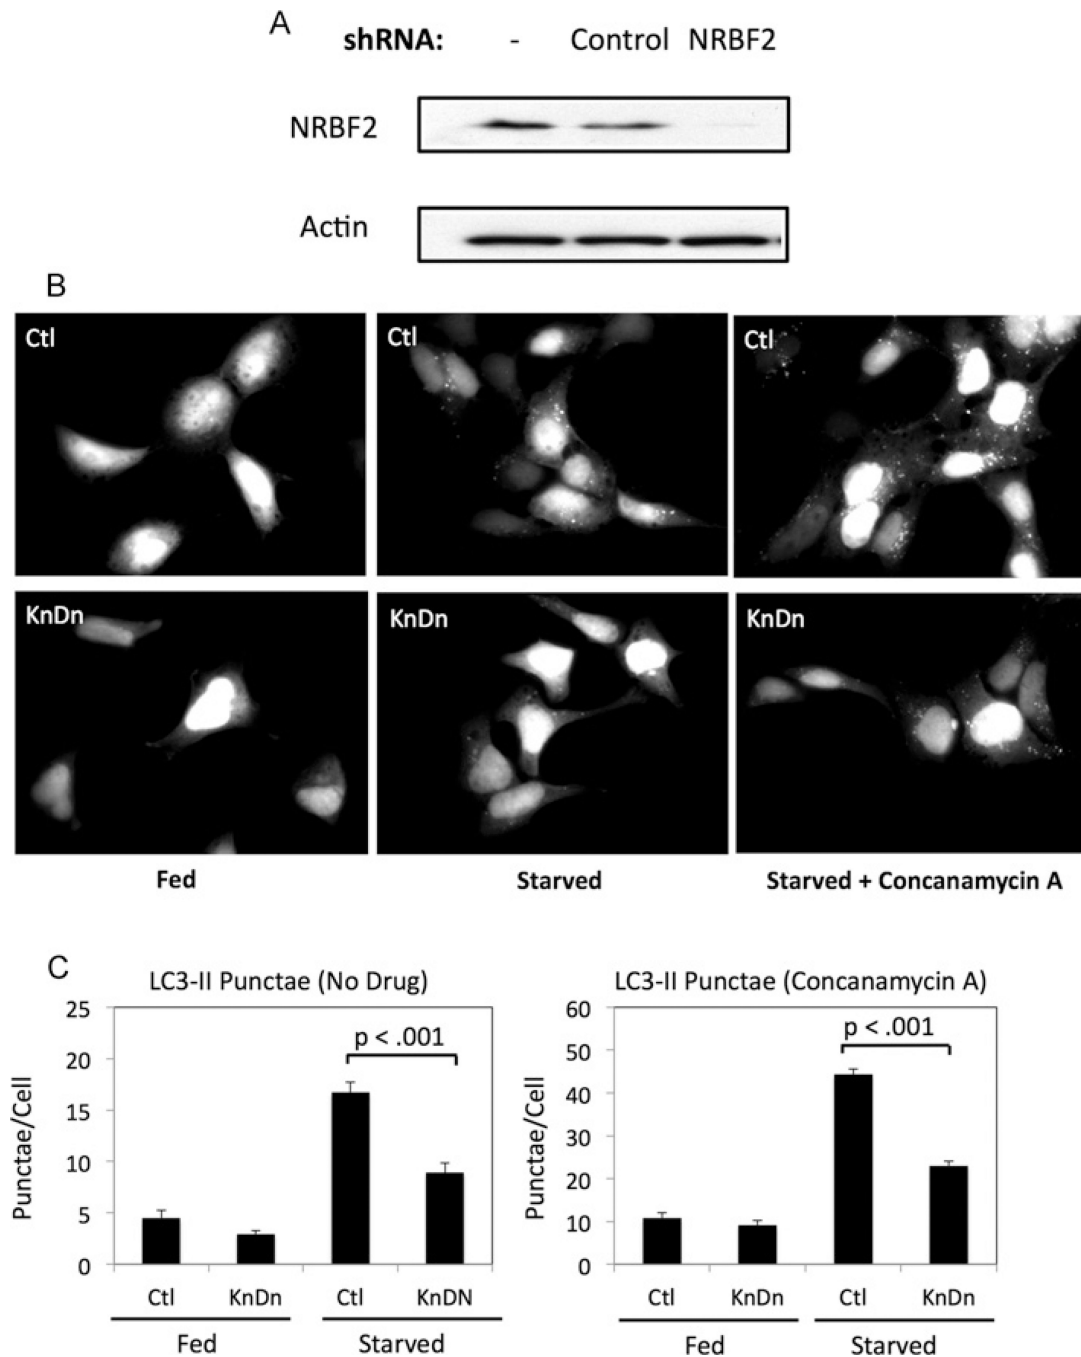 A
shRNA: - Control NRBF2
NRBF2
Actin
B
Ctl Ctl Ctl
KnDn KnDn KnDn
Fed Starved Starved + Concanamycin A
C
LC3-II Punctae (No Drug)
25
20
15
10
5
0
Punctae/Cell
p < .001
Ctl KnDn Ctl KnDN
Fed Starved
LC3-II Punctae (Concanamycin A)
60
50
40
30
20
10
0
Punctae/Cell
p < .001
Ctl KnDn Ctl KnDn
Fed Starved